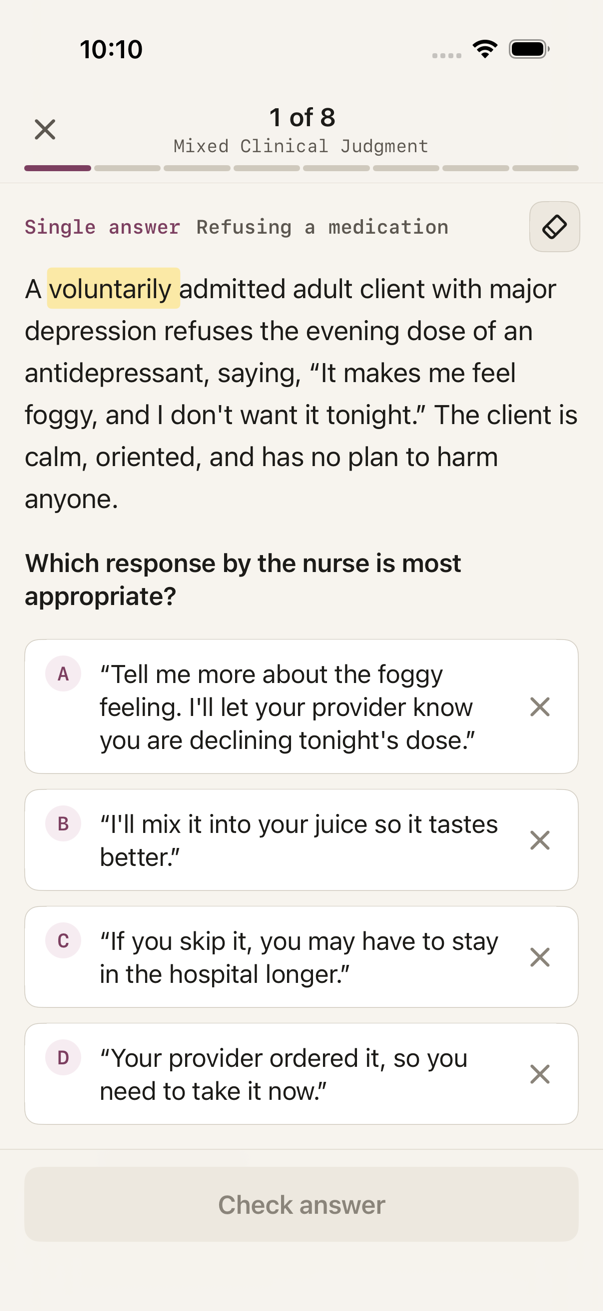 10:10
1 of 8
Mixed Clinical Judgment
Single answer Refusing a medication
A voluntarily admitted adult client with major
depression refuses the evening dose of an
antidepressant, saying, “It makes me feel
foggy, and I don't want it tonight.” The client is
calm, oriented, and has no plan to harm
anyone.
Which response by the nurse is most
appropriate?
A “Tell me more about the foggy
feeling. I'll let your provider know
you are declining tonight's dose.”
B “I'll mix it into your juice so it tastes
better.”
C “If you skip it, you may have to stay
in the hospital longer.”
D “Your provider ordered it, so you
need to take it now.”
Check answer